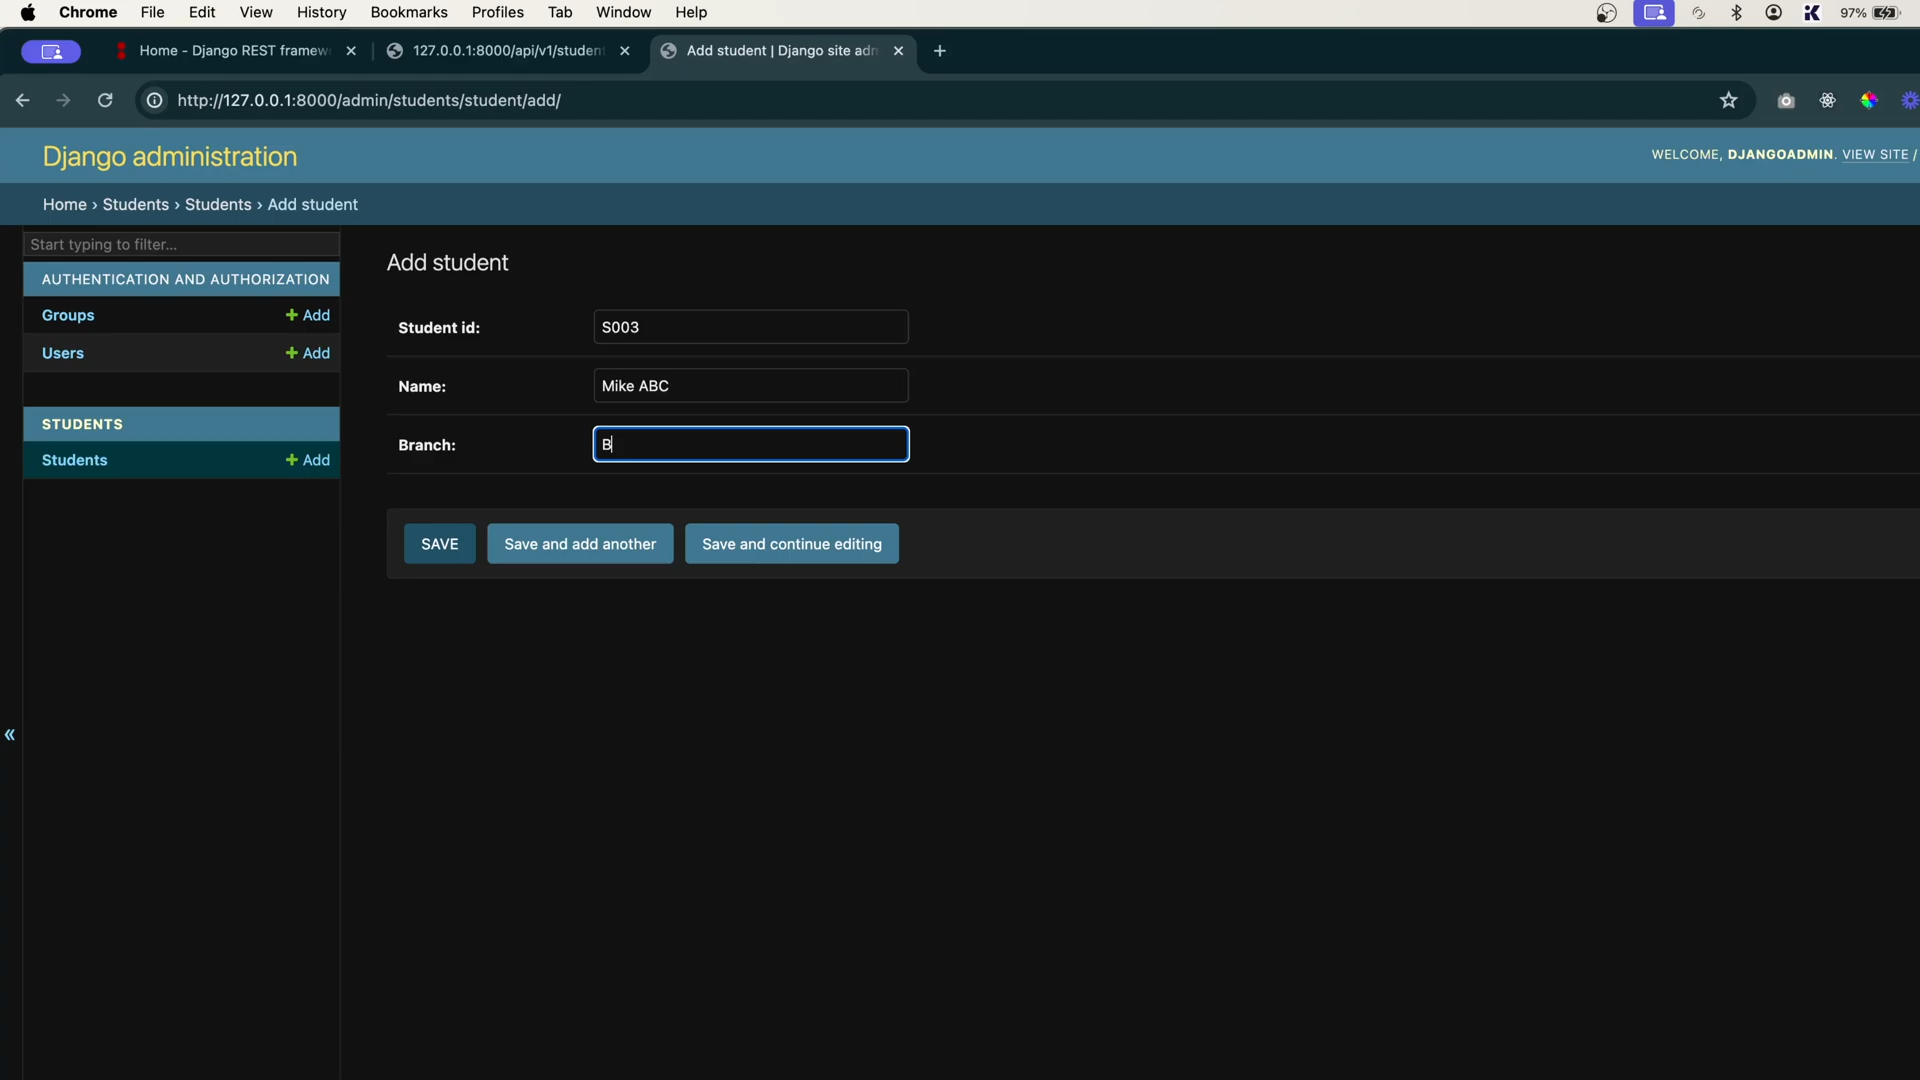 Chrome File Edit View History Bookmarks Profiles Tab Window Help 97%
Home - Django REST framew 127.0.0.1:8000/api/v1/student Add student | Django site adm
http://127.0.0.1:8000/admin/students/student/add/
Django administration
WELCOME, DJANGOADMIN. VIEW SITE /
Home › Students › Students › Add student
Start typing to filter...
AUTHENTICATION AND AUTHORIZATION
Groups + Add
Users + Add
STUDENTS
Students + Add
«
Add student
Student id: S003
Name: Mike ABC
Branch: B
SAVE Save and add another Save and continue editing